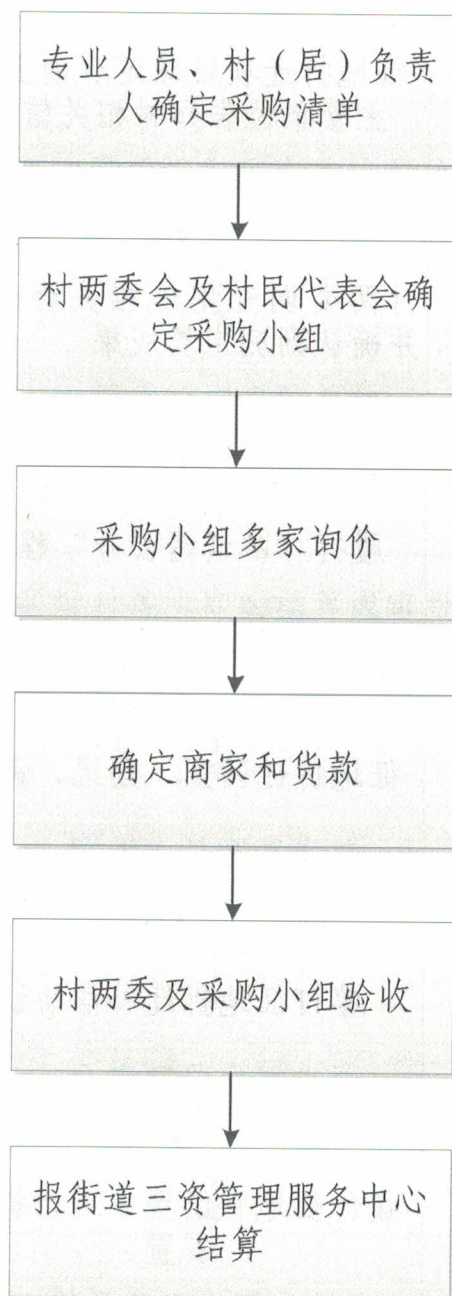 专业人员、村（居）负责
人确定采购清单
村两委会及村民代表会确
定采购小组
采购小组多家询价
确定商家和货款
村两委及采购小组验收
报街道三资管理服务中心
结算